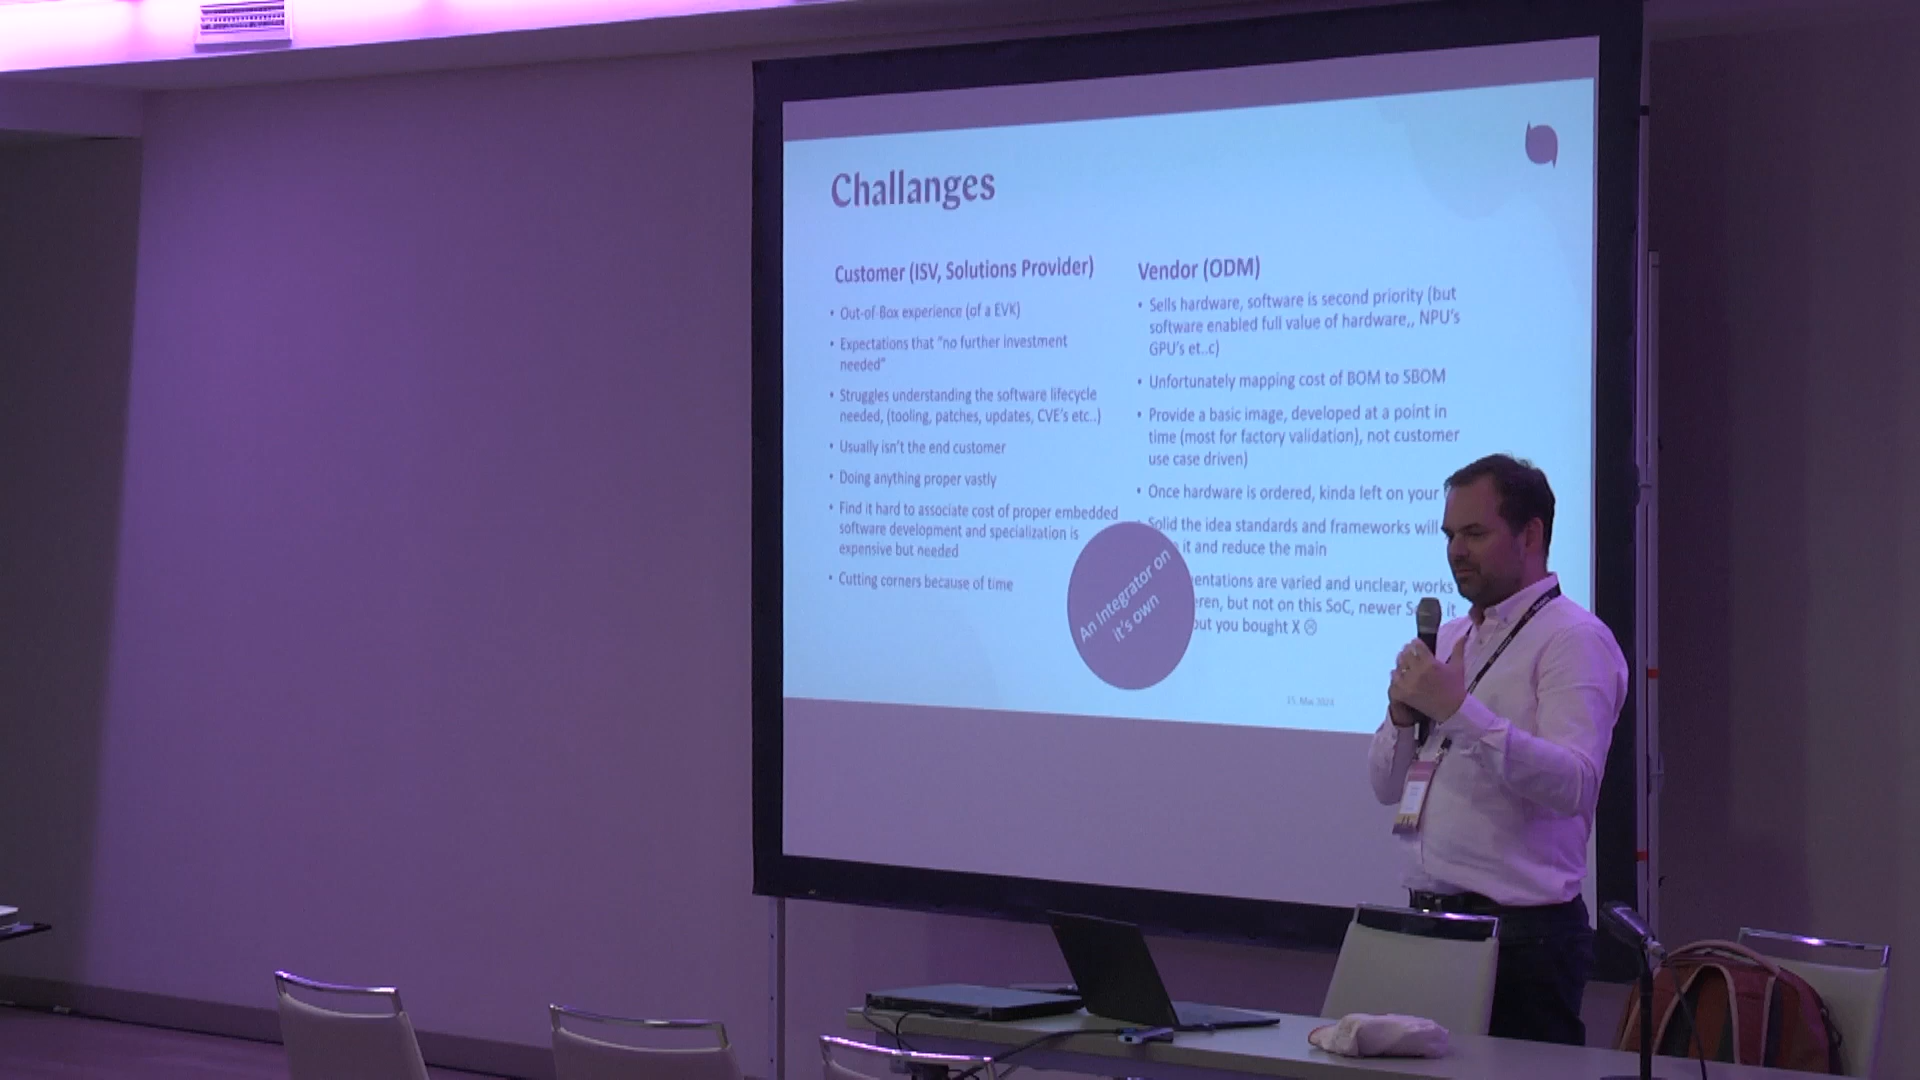 Challanges
Customer (ISV, Solutions Provider)
• Out-of-Box experience (of a EVK)
• Expectations that "no further investment
needed"
• Struggles understanding the software lifecycle
needed, (tooling, patches, updates, CVE's etc..)
• Usually isn't the end customer
• Doing anything proper vastly
• Find it hard to associate cost of proper embedded
software development and specialization is
expensive but needed
• Cutting corners because of time
Vendor (ODM)
• Sells hardware, software is second priority (but
software enabled full value of hardware,, NPU's
GPU's et..c)
• Unfortunately mapping cost of BOM to SBOM
• Provide a basic image, developed at a point in
time (most for factory validation), not customer
use case driven)
• Once hardware is ordered, kinda left on your
Solid the idea standards and frameworks will
it and reduce the main
entations are varied and unclear, works
eren, but not on this SoC, newer it
out you bought X ☹
An Integrator on
it's own
15. Mai 2024